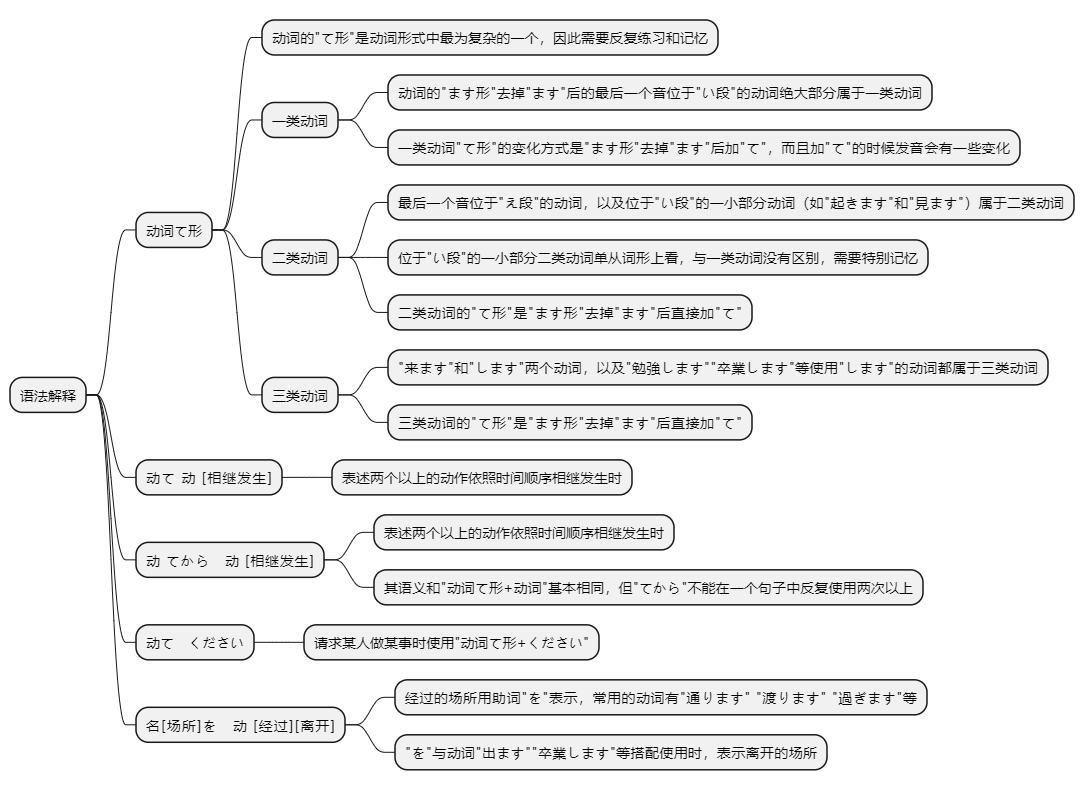 语法解释
动词て形
动词的"て形"是动词形式中最为复杂的一个，因此需要反复练习和记忆
一类动词
动词的"ます形"去掉"ます"后的最后一个音位于"い段"的动词绝大部分属于一类动词
一类动词"て形"的变化方式是"ます形"去掉"ます"后加"て"，而且加"て"的时候发音会有一些变化
二类动词
最后一个音位于"え段"的动词，以及位于"い段"的一小部分动词（如"起きます"和"見ます"）属于二类动词
位于"い段"的一小部分二类动词单从词形上看，与一类动词没有区别，需要特别记忆
二类动词的"て形"是"ます形"去掉"ます"后直接加"て"
三类动词
"来ます"和"します"两个动词，以及"勉強します""卒業します"等使用"します"的动词都属于三类动词
三类动词的"て形"是"ます形"去掉"ます"后直接加"て"
动て 动 [相继发生]
表述两个以上的动作依照时间顺序相继发生时
动 てから　动 [相继发生]
表述两个以上的动作依照时间顺序相继发生时
其语义和"动词て形+动词"基本相同，但"てから"不能在一个句子中反复使用两次以上
动て　ください
请求某人做某事时使用"动词て形+ください"
名[场所]を　动 [经过][离开]
经过的场所用助词"を"表示，常用的动词有"通ります" "渡ります" "過ぎます"等
"を"与动词"出ます""卒業します"等搭配使用时，表示离开的场所